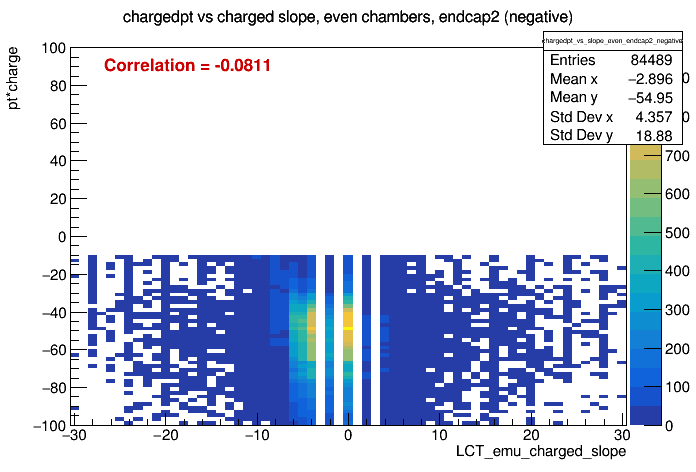 chargedpt vs charged slope, even chambers, endcap2 (negative)
chargedpt_vs_slope_even_endcap2_negative
Entries 84489
Mean x −2.896
Mean y −54.95
Std Dev x 4.357
Std Dev y 18.88
Correlation = -0.0811
pt*charge
100
80
60
40
20
0
−20
−40
−60
−80
−100
−30
−20
−10
0
10
20
30
LCT_emu_charged_slope
0
0
700
600
500
400
300
200
100
0